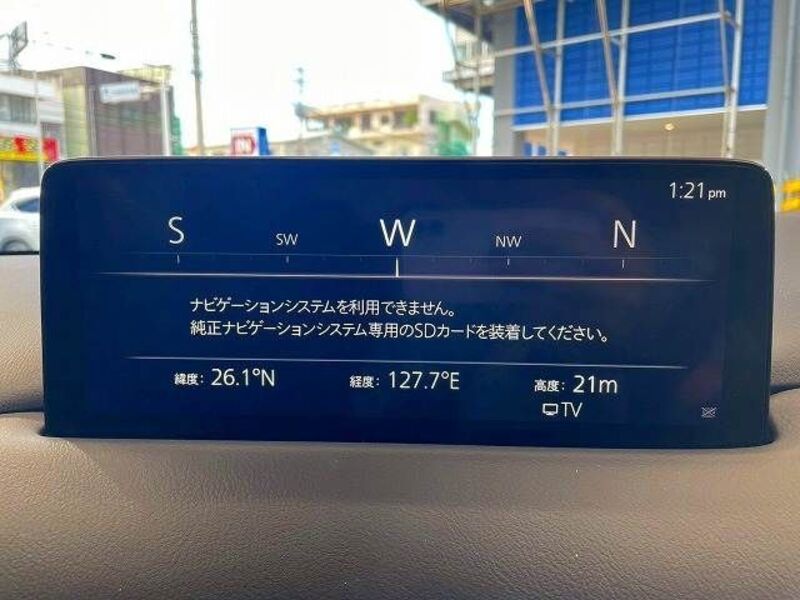 1:21 pm
S SW W NW N
ナビゲーションシステムを利用できません。
純正ナビゲーションシステム専用のSDカードを装着してください。
緯度: 26.1°N 経度: 127.7°E 高度: 21m
TV
IN